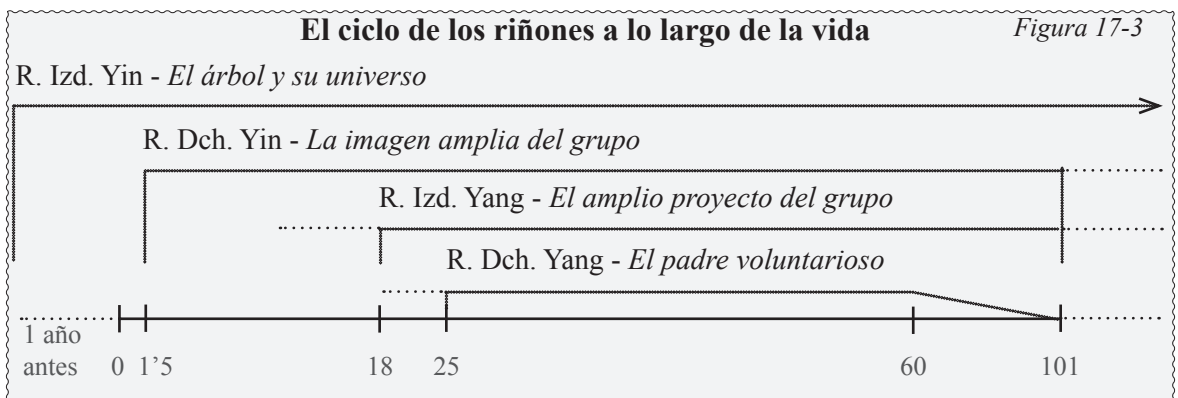 El ciclo de los riñones a lo largo de la vida
Figura 17-3
R. Izd. Yin - El árbol y su universo
R. Dch. Yin - La imagen amplia del grupo
R. Izd. Yang - El amplio proyecto del grupo
R. Dch. Yang - El padre voluntarioso
1 año
antes 0 1’5 18 25 60 101